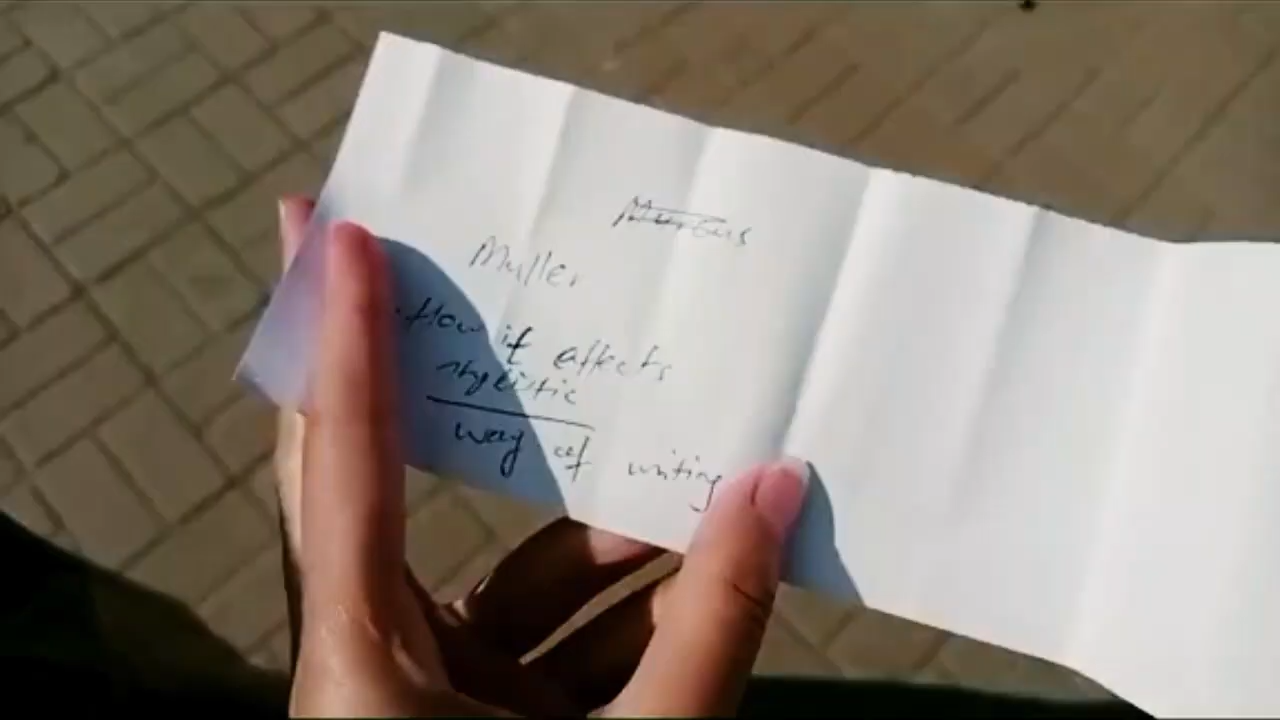 Muller
How it affects
stylistic
way of writing